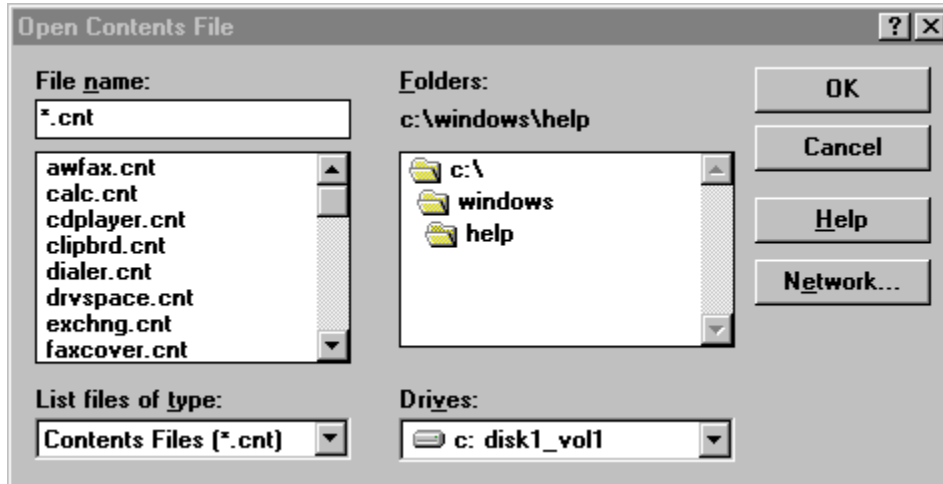 Open Contents File
File name:
*.cnt
awfax.cnt
calc.cnt
cdplayer.cnt
clipbrd.cnt
dialer.cnt
drvspace.cnt
exchng.cnt
faxcover.cnt
List files of type:
Contents Files (*.cnt)
Folders:
c:\windows\help
c:\
windows
help
Drives:
c: disk1_vol1
OK
Cancel
Help
Network...